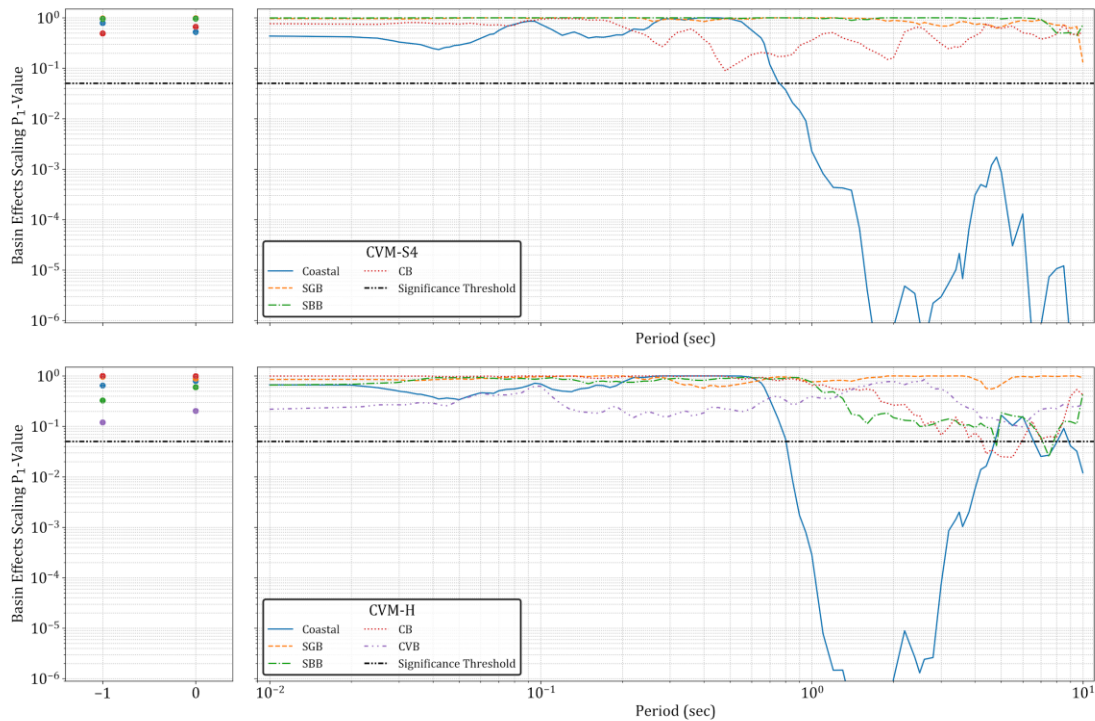 Basin Effects Scaling P₁-Value
10⁰
10⁻¹
10⁻²
10⁻³
10⁻⁴
10⁻⁵
10⁻⁶
CVM-S4
Coastal
SGB
SBB
CB
Significance Threshold
Period (sec)
Basin Effects Scaling P₁-Value
10⁰
10⁻¹
10⁻²
10⁻³
10⁻⁴
10⁻⁵
10⁻⁶
CVM-H
Coastal
SGB
SBB
CB
CVB
Significance Threshold
−1 0
10⁻² 10⁻¹ 10⁰ 10¹
Period (sec)